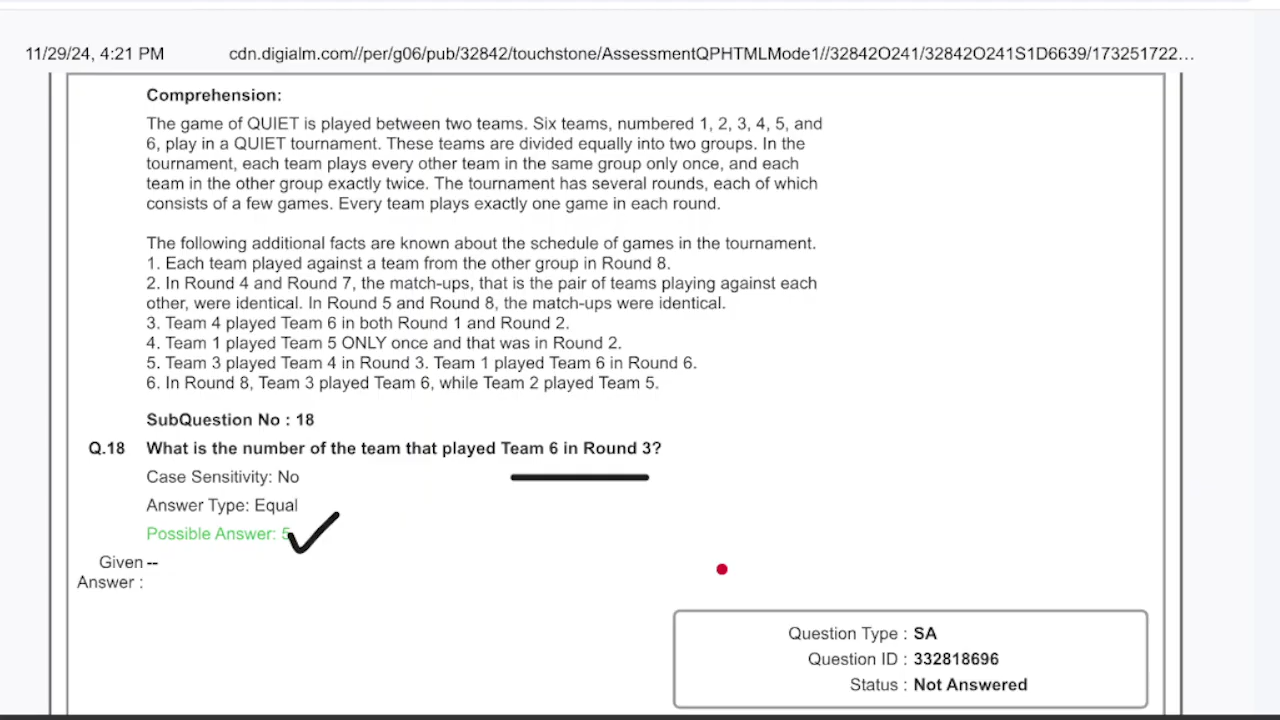 11/29/24, 4:21 PM cdn.digialm.com//per/g06/pub/32842/touchstone/AssessmentQPHTMLMode1//32842O241/32842O241S1D6639/173251722...
Comprehension:
The game of QUIET is played between two teams. Six teams, numbered 1, 2, 3, 4, 5, and
6, play in a QUIET tournament. These teams are divided equally into two groups. In the
tournament, each team plays every other team in the same group only once, and each
team in the other group exactly twice. The tournament has several rounds, each of which
consists of a few games. Every team plays exactly one game in each round.
The following additional facts are known about the schedule of games in the tournament.
1. Each team played against a team from the other group in Round 8.
2. In Round 4 and Round 7, the match-ups, that is the pair of teams playing against each
other, were identical. In Round 5 and Round 8, the match-ups were identical.
3. Team 4 played Team 6 in both Round 1 and Round 2.
4. Team 1 played Team 5 ONLY once and that was in Round 2.
5. Team 3 played Team 4 in Round 3. Team 1 played Team 6 in Round 6.
6. In Round 8, Team 3 played Team 6, while Team 2 played Team 5.
SubQuestion No : 18
Q.18 What is the number of the team that played Team 6 in Round 3?
Case Sensitivity: No
Answer Type: Equal
Possible Answer: 5
Given --
Answer :
Question Type : SA
Question ID : 332818696
Status : Not Answered